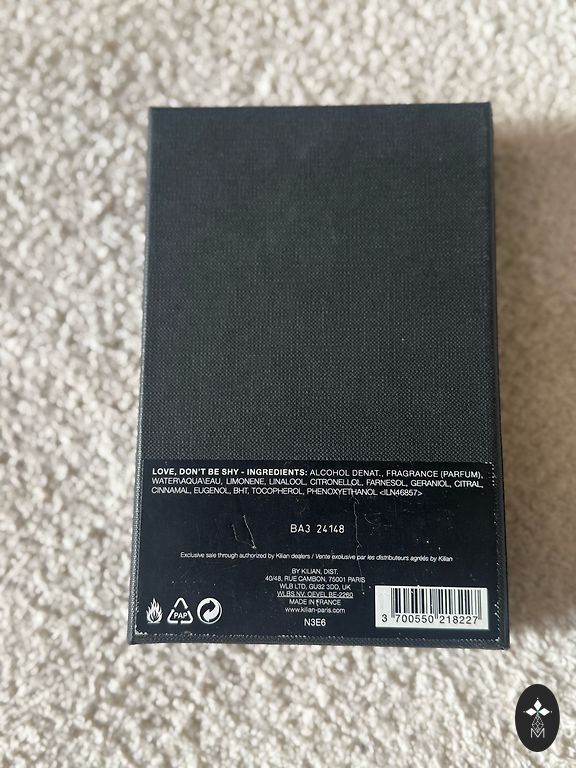 LOVE, DON'T BE SHY - INGREDIENTS: ALCOHOL DENAT., FRAGRANCE (PARFUM),
WATER\AQUA\EAU, LIMONENE, LINALOOL, CITRONELLOL, FARNESOL, GERANIOL, CITRAL,
CINNAMAL, EUGENOL, BHT, TOCOPHEROL, PHENOXYETHANOL <ILN46857>
BA3 24148
Exclusive sale through authorized by Kilian dealers / Vente exclusive par les distributeurs agréés by Kilian
BY KILIAN, DIST.
40/48, RUE CAMBON, 75001 PARIS
WLB LTD, GU32 3DD, UK
WLBS NV, OEVEL BE-2260
MADE IN FRANCE
www.kilian-paris.com
N3E6
PAP
3 700550 218227
M